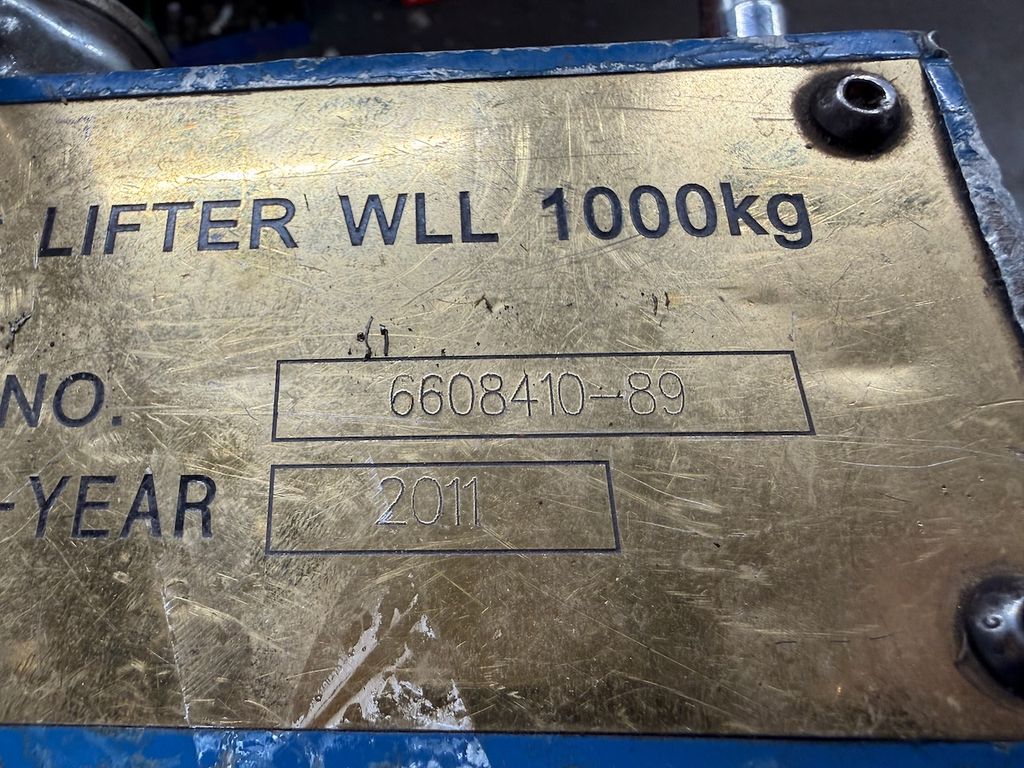 LIFTER WLL 1000kg
NO. 6608410-89
-YEAR 2011